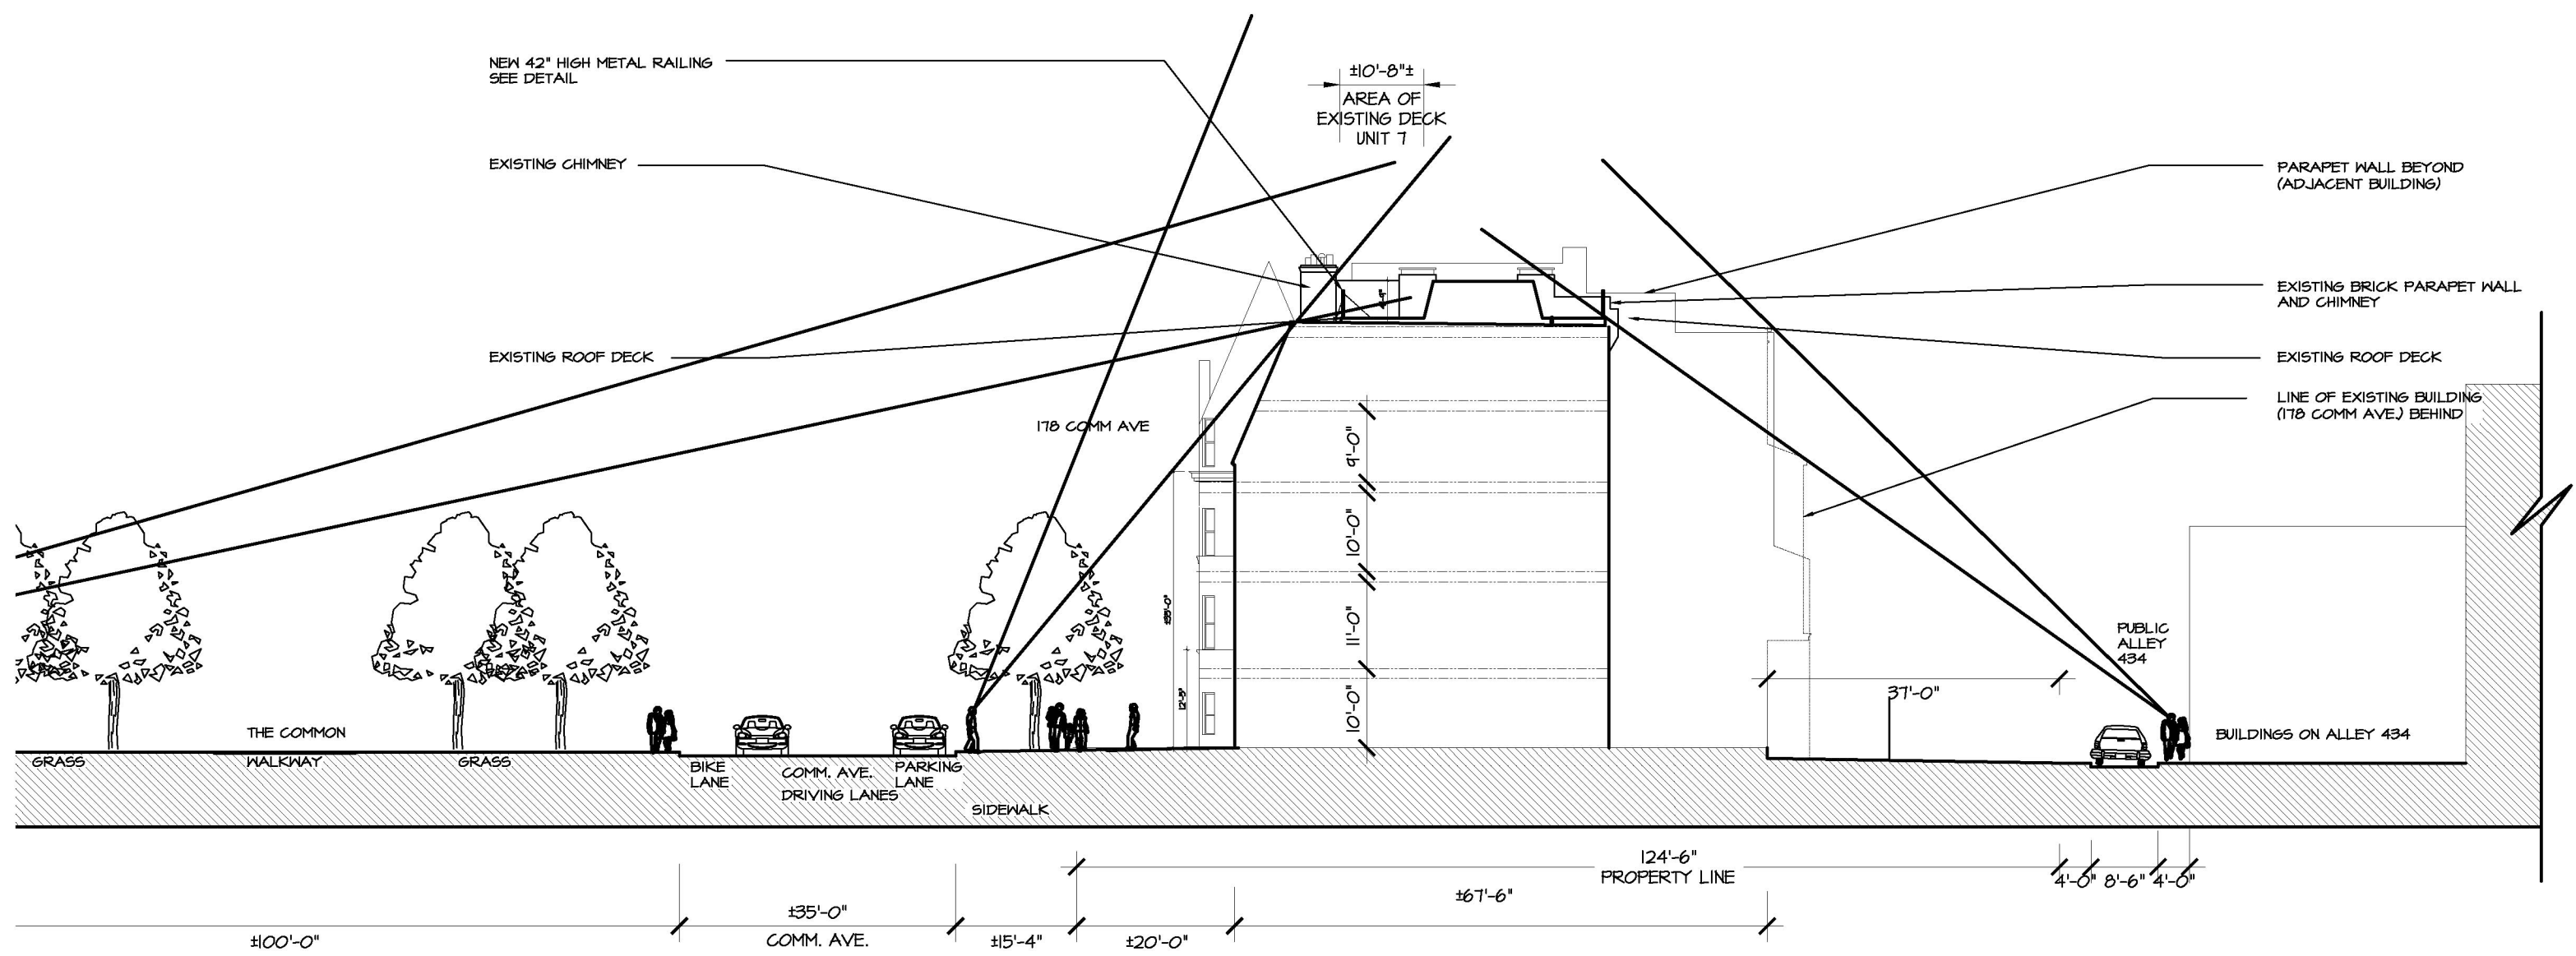 NEW 42" HIGH METAL RAILING
SEE DETAIL
±10'-8"±
AREA OF
EXISTING DECK
UNIT 7
EXISTING CHIMNEY
PARAPET WALL BEYOND
(ADJACENT BUILDING)
EXISTING BRICK PARAPET WALL
AND CHIMNEY
EXISTING ROOF DECK
EXISTING ROOF DECK
LINE OF EXISTING BUILDING
(178 COMM AVE.) BEHIND
178 COMM AVE
9'-0"
10'-0"
11'-0"
10'-0"
12'-5"
PUBLIC
ALLEY
434
37'-0"
THE COMMON
BUILDINGS ON ALLEY 434
GRASS
WALKWAY
GRASS
BIKE
LANE
COMM. AVE.
DRIVING LANES
PARKING
LANE
SIDEWALK
124'-6"
PROPERTY LINE
4'-0"
8'-6"
4'-0"
±67'-6"
±35'-0"
COMM. AVE.
±100'-0"
±15'-4"
±20'-0"